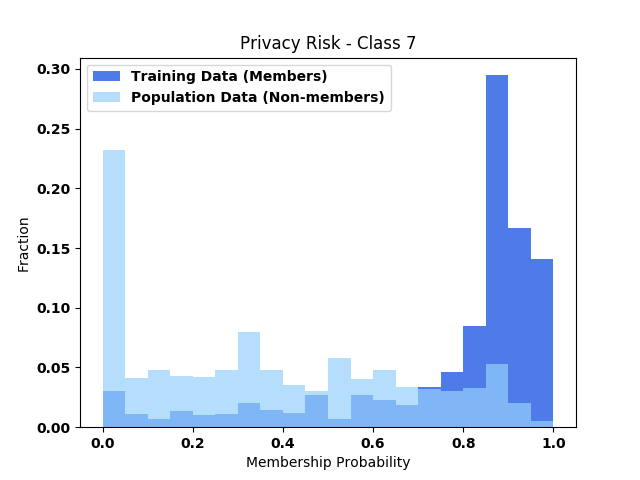 Privacy Risk - Class 7
Training Data (Members)
Population Data (Non-members)
Fraction
0.30
0.25
0.20
0.15
0.10
0.05
0.00
0.0 0.2 0.4 0.6 0.8 1.0
Membership Probability